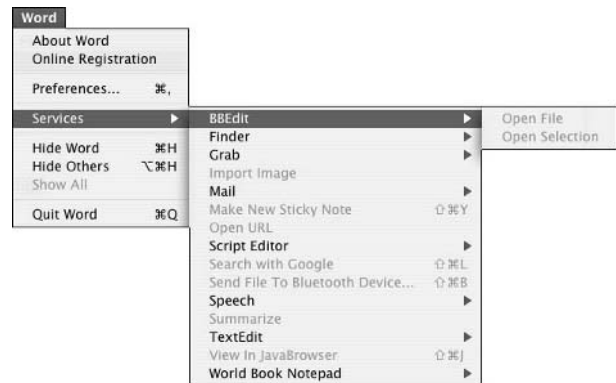 Word
About Word
Online Registration
Preferences... ⌘,
Services ▶
Hide Word ⌘H
Hide Others ⌥⌘H
Show All
Quit Word ⌘Q
BBEdit ▶
Finder ▶
Grab ▶
Import Image
Mail ▶
Make New Sticky Note ⇧⌘Y
Open URL
Script Editor ▶
Search with Google ⇧⌘L
Send File To Bluetooth Device... ⇧⌘B
Speech ▶
Summarize
TextEdit ▶
View In JavaBrowser ⇧⌘J
World Book Notepad ▶
Open File
Open Selection